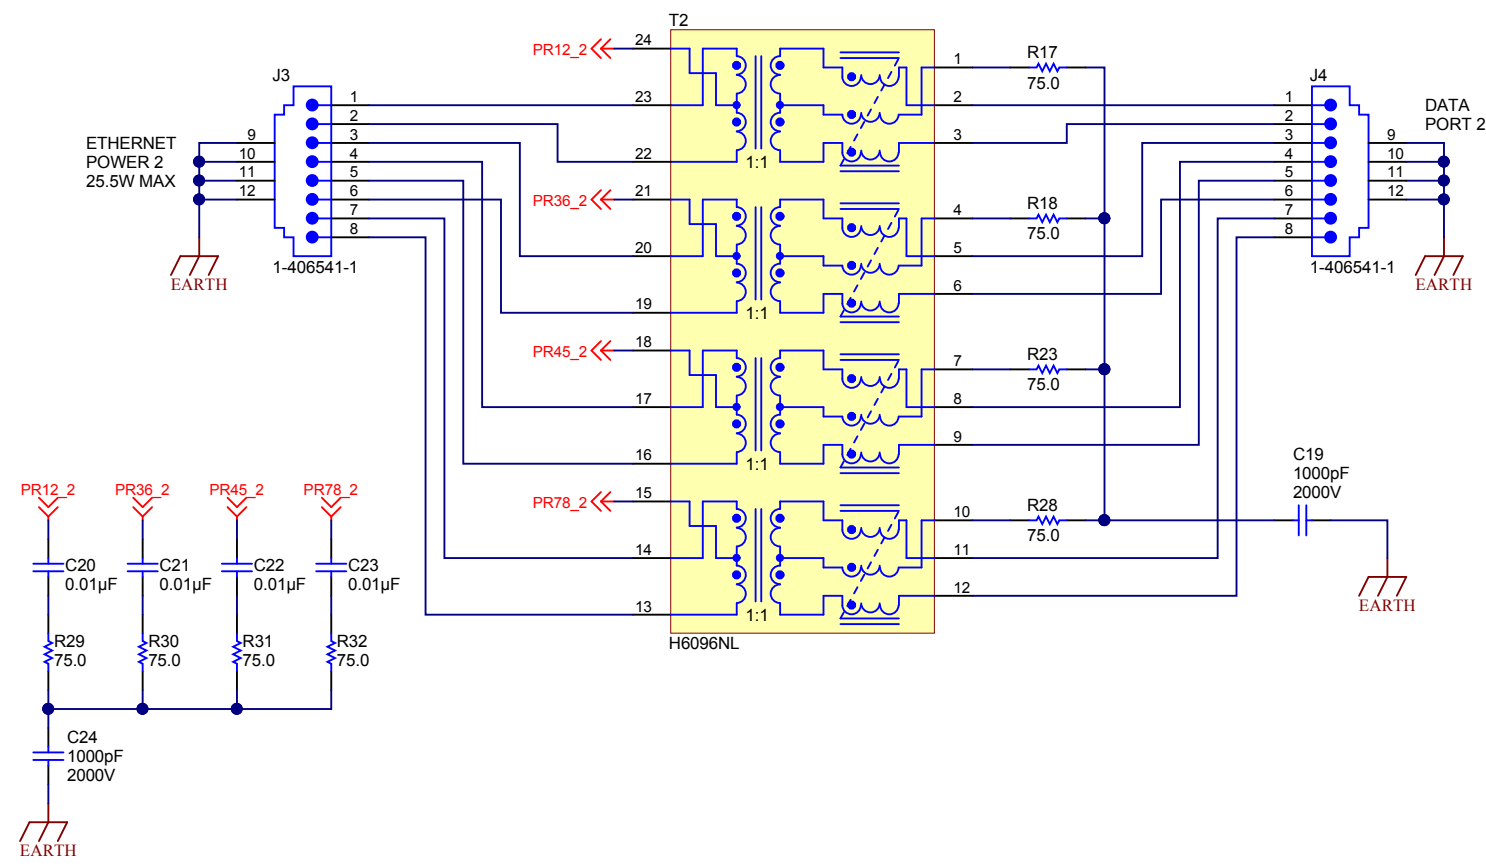 T2
PR12_2
24
1
R17
75.0
J3
J4
1
2
3
4
5
6
7
8
23
2
1
2
3
4
5
6
7
8
DATA
PORT 2
ETHERNET
POWER 2
25.5W MAX
9
10
11
12
9
10
11
12
22
3
1:1
PR36_2
21
4
R18
75.0
20
5
19
6
1:1
1-406541-1
1-406541-1
EARTH
EARTH
PR45_2
18
7
R23
75.0
17
8
16
9
1:1
C19
1000pF
2000V
PR78_2
15
10
R28
75.0
14
11
13
12
1:1
H6096NL
EARTH
PR12_2
PR36_2
PR45_2
PR78_2
C20
0.01µF
C21
0.01µF
C22
0.01µF
C23
0.01µF
R29
75.0
R30
75.0
R31
75.0
R32
75.0
C24
1000pF
2000V
EARTH